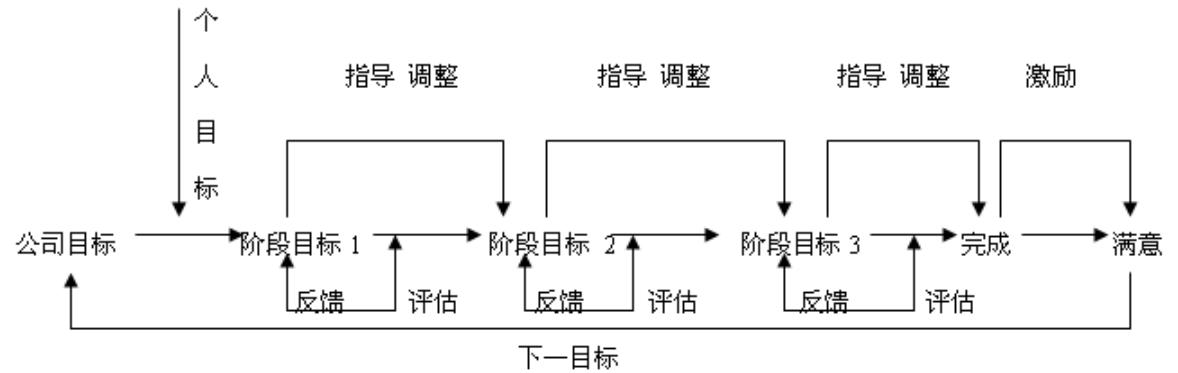 个人目标
指导 调整
指导 调整
指导 调整
激励
公司目标
阶段目标 1
阶段目标 2
阶段目标 3
完成
满意
反馈
评估
反馈
评估
反馈
评估
下一目标